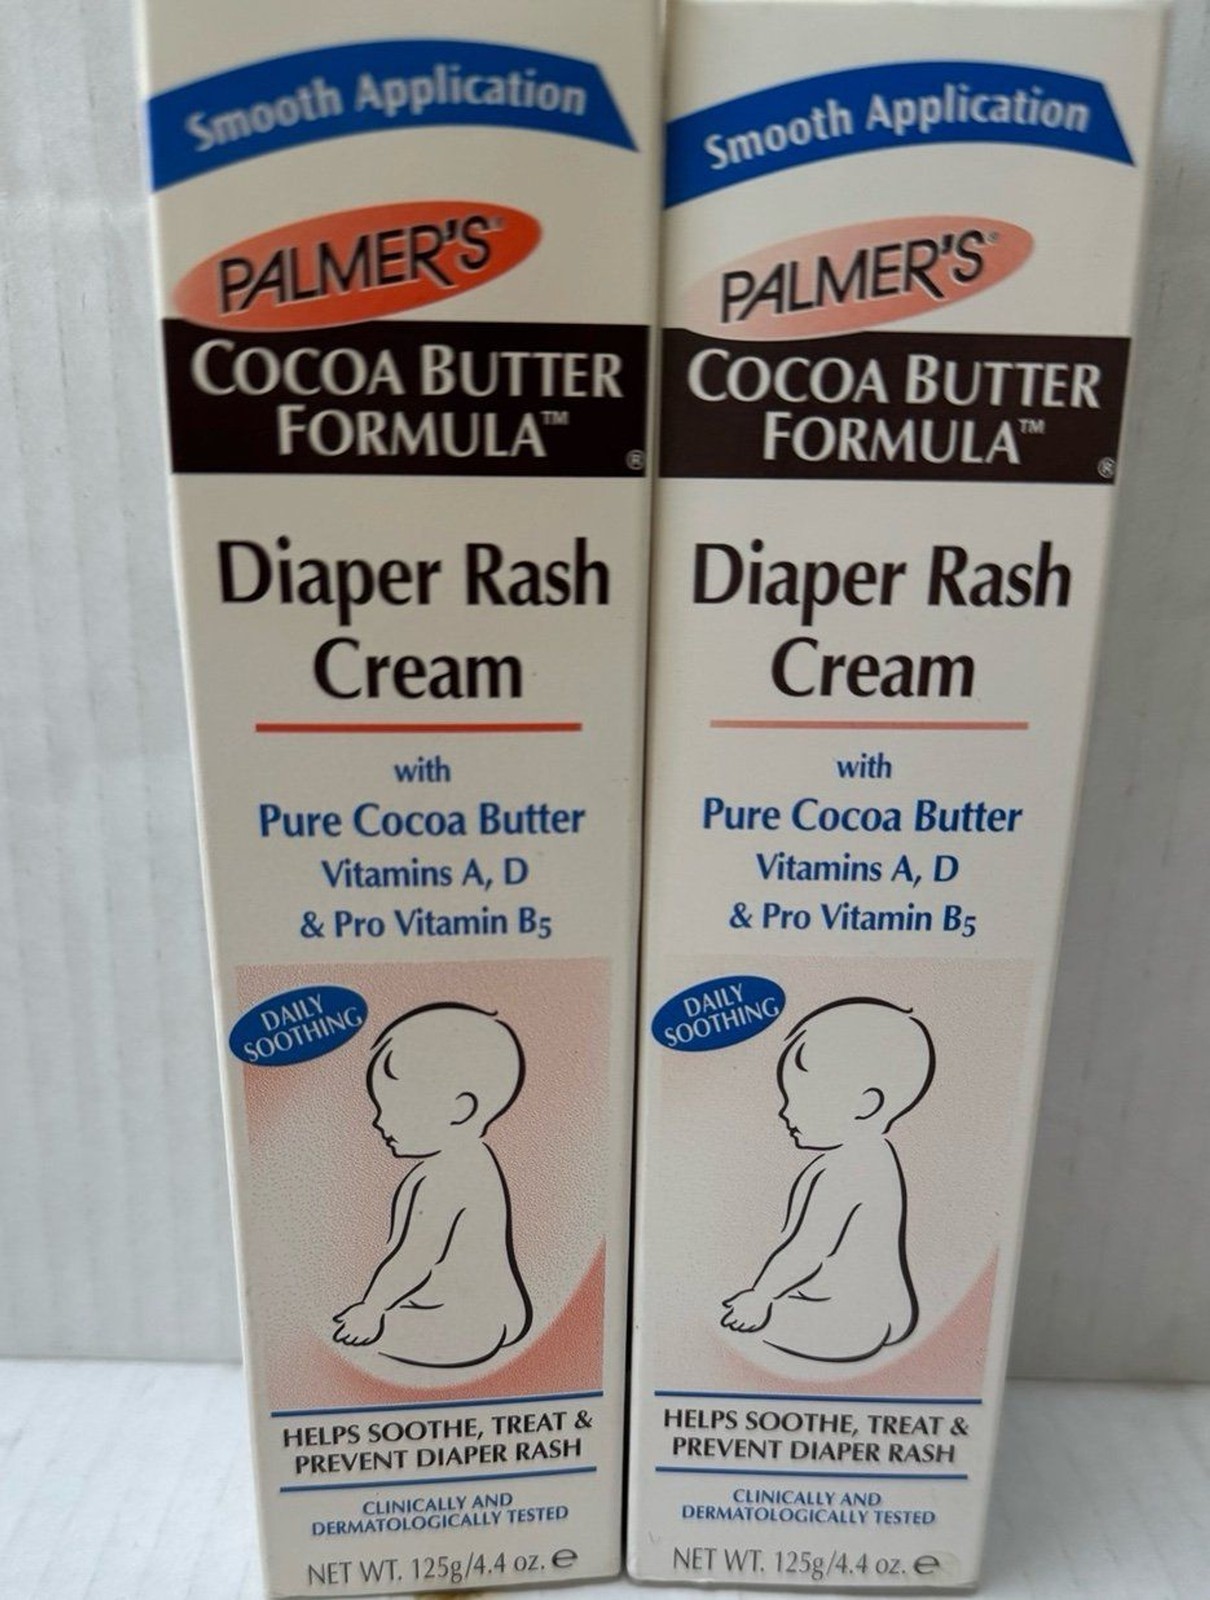 Smooth Application
PALMER'S®
COCOA BUTTER
FORMULA™
®
Diaper Rash
Cream
with
Pure Cocoa Butter
Vitamins A, D
& Pro Vitamin B5
DAILY
SOOTHING
HELPS SOOTHE, TREAT &
PREVENT DIAPER RASH
CLINICALLY AND
DERMATOLOGICALLY TESTED
NET WT. 125g/4.4 oz. e
Smooth Application
PALMER'S®
COCOA BUTTER
FORMULA™
®
Diaper Rash
Cream
with
Pure Cocoa Butter
Vitamins A, D
& Pro Vitamin B5
DAILY
SOOTHING
HELPS SOOTHE, TREAT &
PREVENT DIAPER RASH
CLINICALLY AND
DERMATOLOGICALLY TESTED
NET WT. 125g/4.4 oz. e